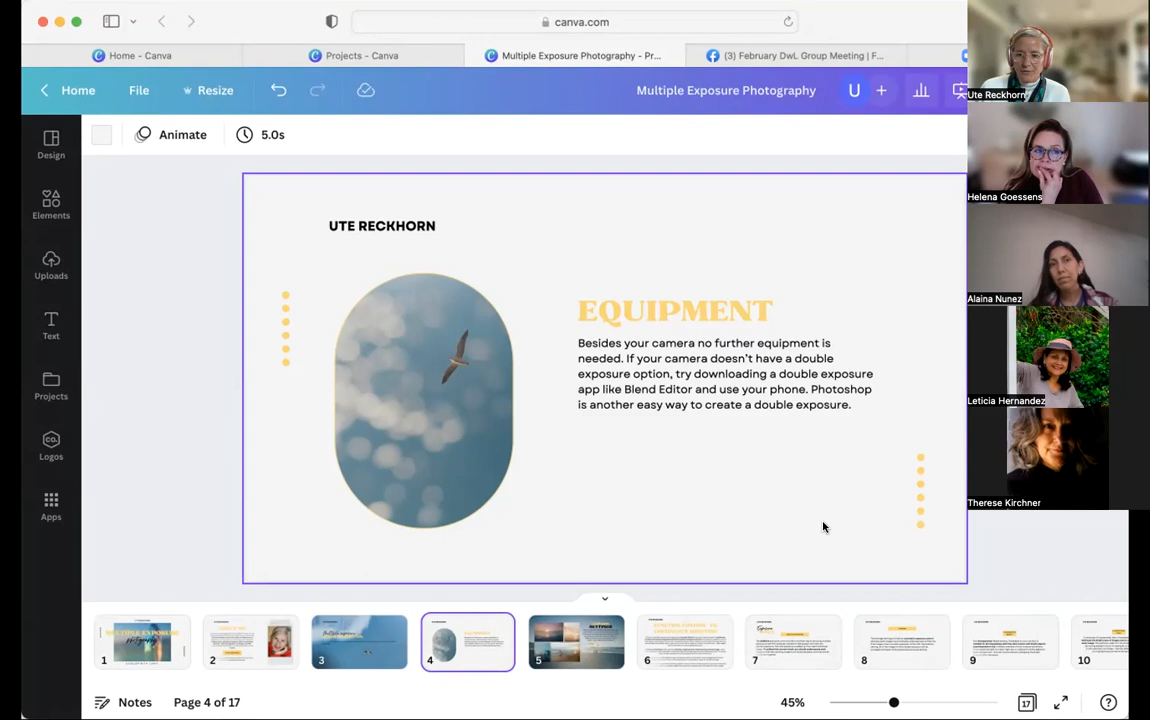 canva.com
Home - Canva
Projects - Canva
Multiple Exposure Photography - Pr...
(3) February DwL Group Meeting | F...
Home
File
Resize
Multiple Exposure Photography
U
+
Animate
5.0s
Design
Elements
Uploads
Text
Projects
CO.
Logos
Apps
UTE RECKHORN
EQUIPMENT
Besides your camera no further equipment is
needed. If your camera doesn't have a double
exposure option, try downloading a double exposure
app like Blend Editor and use your phone. Photoshop
is another easy way to create a double exposure.
Ute Reckhorn
Helena Goessens
Alaina Nunez
Leticia Hernandez
Therese Kirchner
MULTIPLE EXPOSURE
Photography
1
2
3
4
5
6
7
8
9
10
Notes
Page 4 of 17
45%
17
?